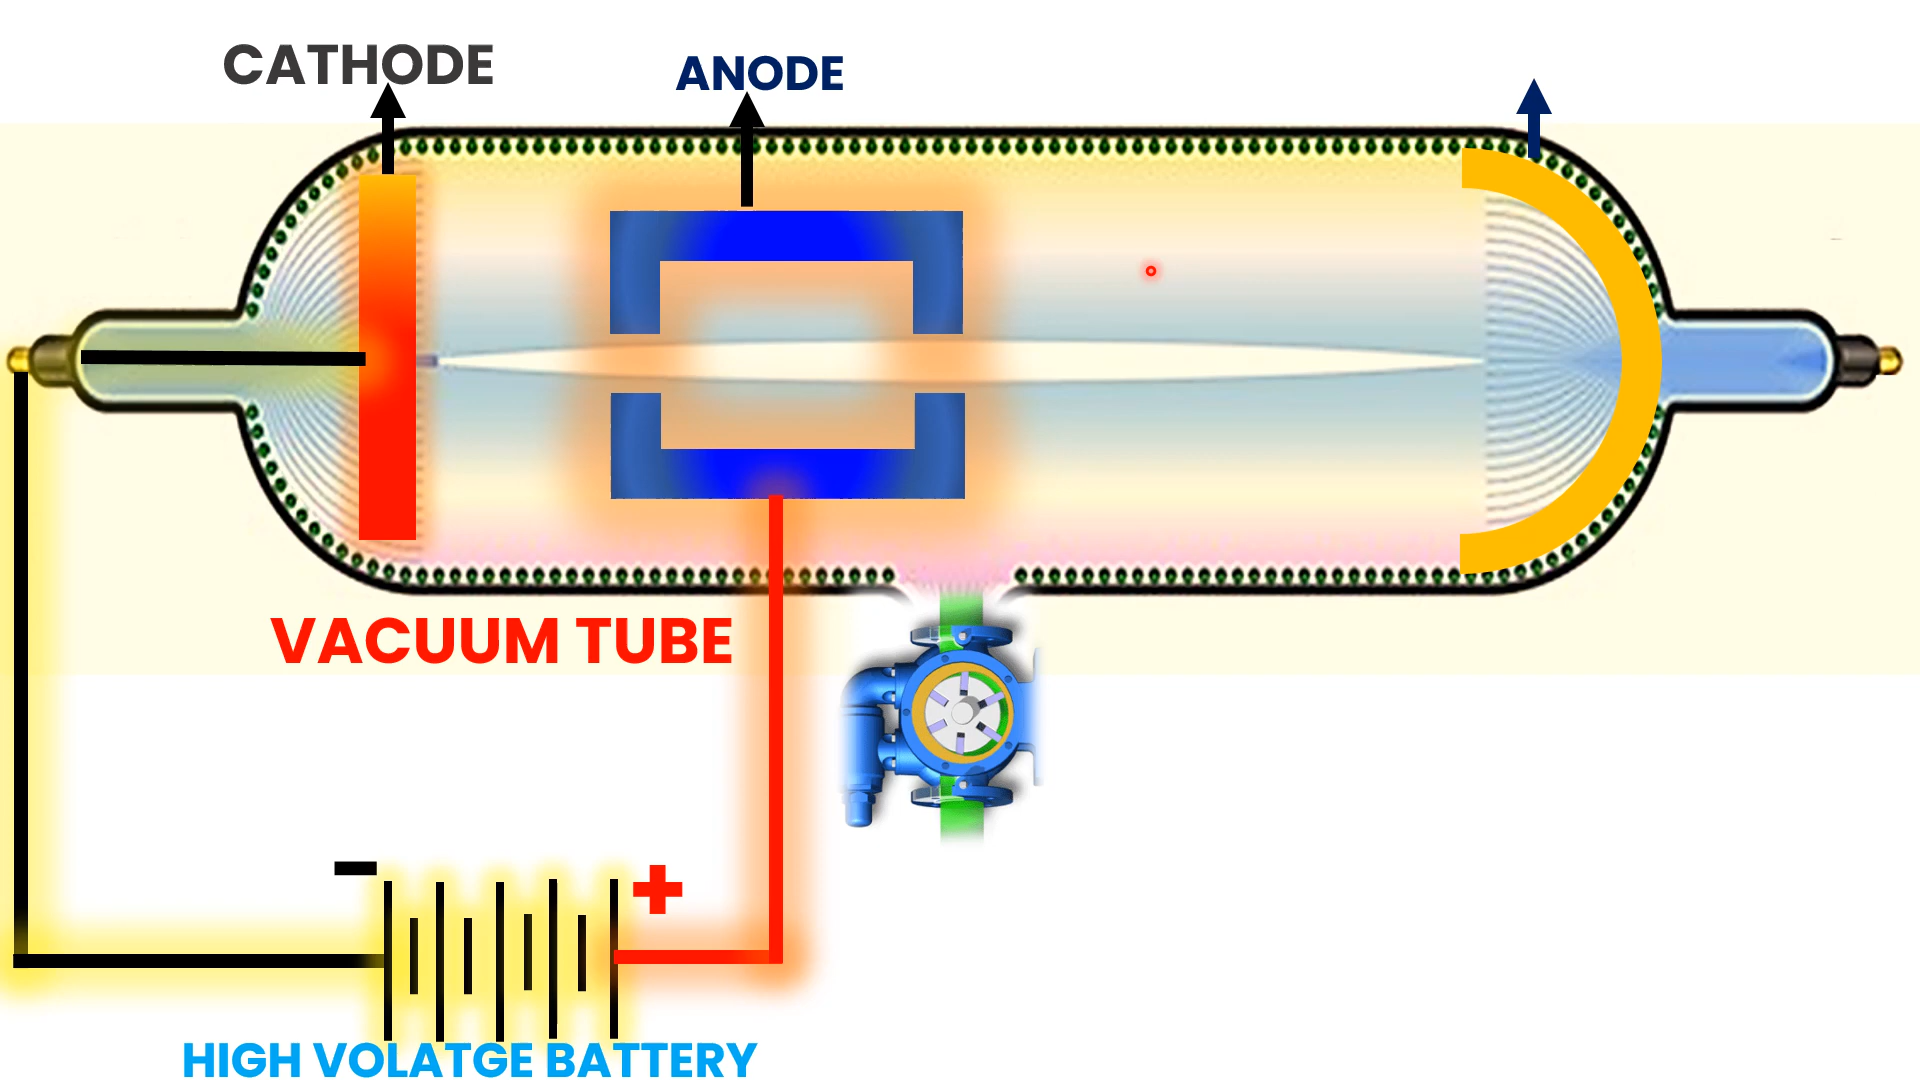 CATHODE
ANODE
VACUUM TUBE
-
+
HIGH VOLATGE BATTERY